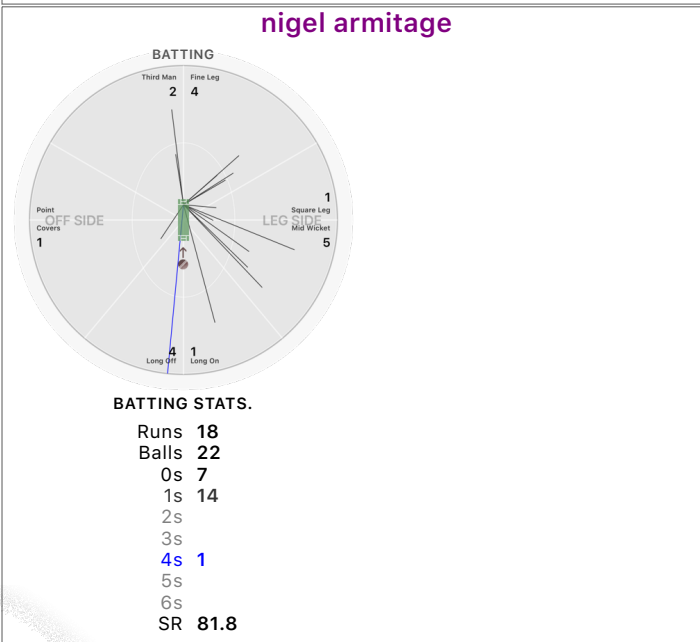 nigel armitage
BATTING
Third Man Fine Leg
2 4
1
Point Square Leg
OFF SIDE LEG SIDE
Covers Mid Wicket
1 5
4 1
Long Off Long On
BATTING STATS.
Runs 18
Balls 22
0s 7
1s 14
2s
3s
4s 1
5s
6s
SR 81.8